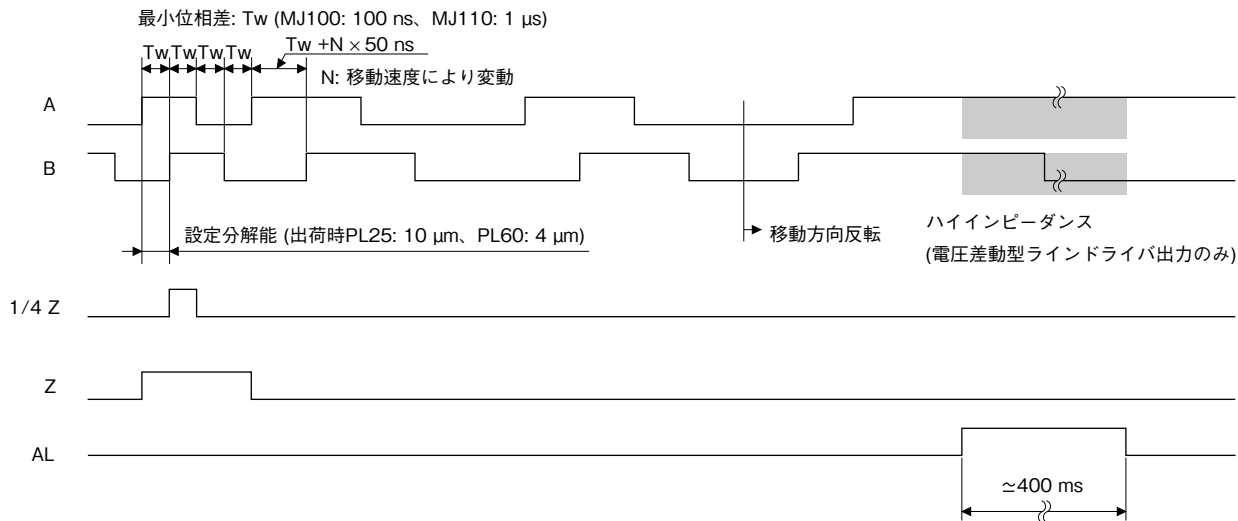 最小位相差: Tw (MJ100: 100 ns、MJ110: 1 µs)
Tw Tw Tw Tw
Tw +N × 50 ns
N: 移動速度により変動
A
B
設定分解能 (出荷時PL25: 10 µm、PL60: 4 µm)
移動方向反転
ハイインピーダンス
(電圧差動型ラインドライバ出力のみ)
1/4 Z
Z
AL
≃400 ms